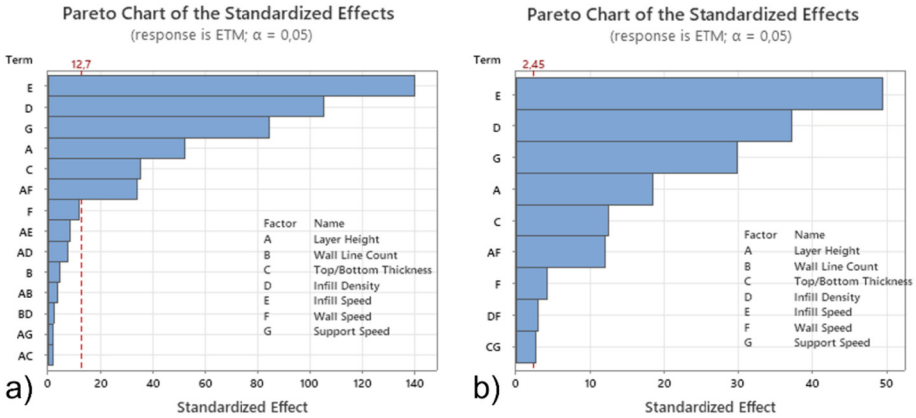 Pareto Chart of the Standardized Effects
(response is ETM; α = 0,05)
Term
12,7
E
D
G
A
C
AF
F
AE
AD
B
AB
BD
AG
AC
Factor Name
A Layer Height
B Wall Line Count
C Top/Bottom Thickness
D Infill Density
E Infill Speed
F Wall Speed
G Support Speed
0 20 40 60 80 100 120 140
Standardized Effect
a)
Pareto Chart of the Standardized Effects
(response is ETM; α = 0,05)
Term
2,45
E
D
G
A
C
AF
F
DF
CG
Factor Name
A Layer Height
B Wall Line Count
C Top/Bottom Thickness
D Infill Density
E Infill Speed
F Wall Speed
G Support Speed
0 10 20 30 40 50
Standardized Effect
b)